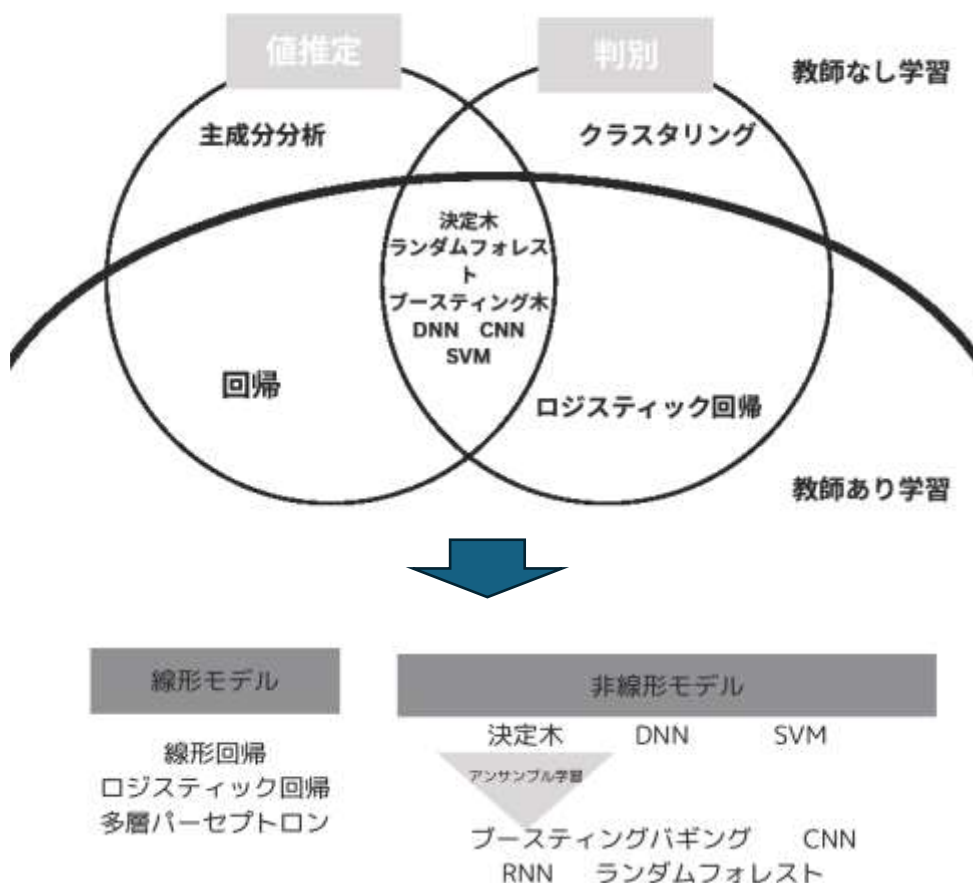 値推定 判別
教師なし学習
主成分分析 クラスタリング
決定木
ランダムフォレス
ト
ブースティング木
DNN CNN
SVM
回帰
ロジスティック回帰
教師あり学習
線形モデル 非線形モデル
決定木 DNN SVM
線形回帰
アンサンブル学習
ロジスティック回帰
多層パーセプトロン
ブースティングバギング CNN
RNN ランダムフォレスト